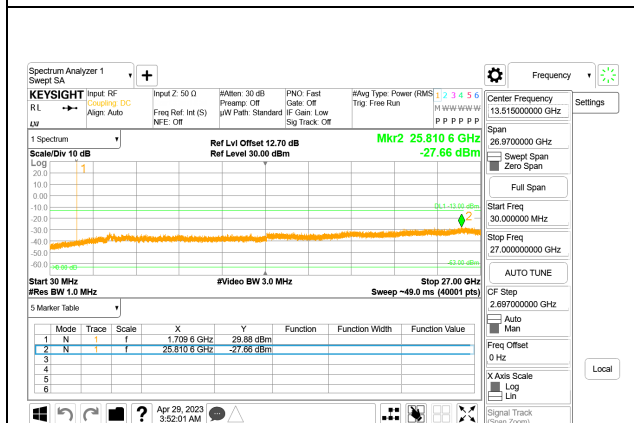 Spectrum Analyzer 1
Swept SA
Frequency
KEYSIGHT
Input: RF
Coupling: DC
Align: Auto
Input Z: 50 Ω
Freq Ref: Int (S)
NFE: Off
#Atten: 30 dB
Preamp: Off
µW Path: Standard
PNO: Fast
Gate: Off
IF Gain: Low
Sig Track: Off
#Avg Type: Power (RMS
Trig: Free Run
1 2 3 4 5 6
M W W W W W
P P P P P P
RL
LXI
1 Spectrum
Scale/Div 10 dB
Log
Ref Lvl Offset 12.70 dB
Ref Level 30.00 dBm
Mkr2 25.810 6 GHz
-27.66 dBm
1
20.0
10.0
0.00
-10.0
DL1 -13.00 dBm
2
-20.0
-30.0
-40.0
-50.0
-60.0
Start 30 MHz
#Res BW 1.0 MHz
#Video BW 3.0 MHz
Stop 27.00 GHz
Sweep ~49.0 ms (40001 pts)
5 Marker Table
Mode Trace Scale X Y Function Function Width Function Value
1 N 1 f 1.709 6 GHz 29.88 dBm
2 N 1 f 25.810 6 GHz -27.66 dBm
3
4
5
6
?
Apr 29, 2023
3:52:01 AM
Center Frequency
13.515000000 GHz
Settings
Span
26.9700000 GHz
Swept Span
Zero Span
Full Span
Start Freq
30.000000 MHz
Stop Freq
27.000000000 GHz
AUTO TUNE
CF Step
2.697000000 GHz
Auto
Man
Freq Offset
0 Hz
X Axis Scale
Log
Lin
Local
Signal Track
(Span Zoom)